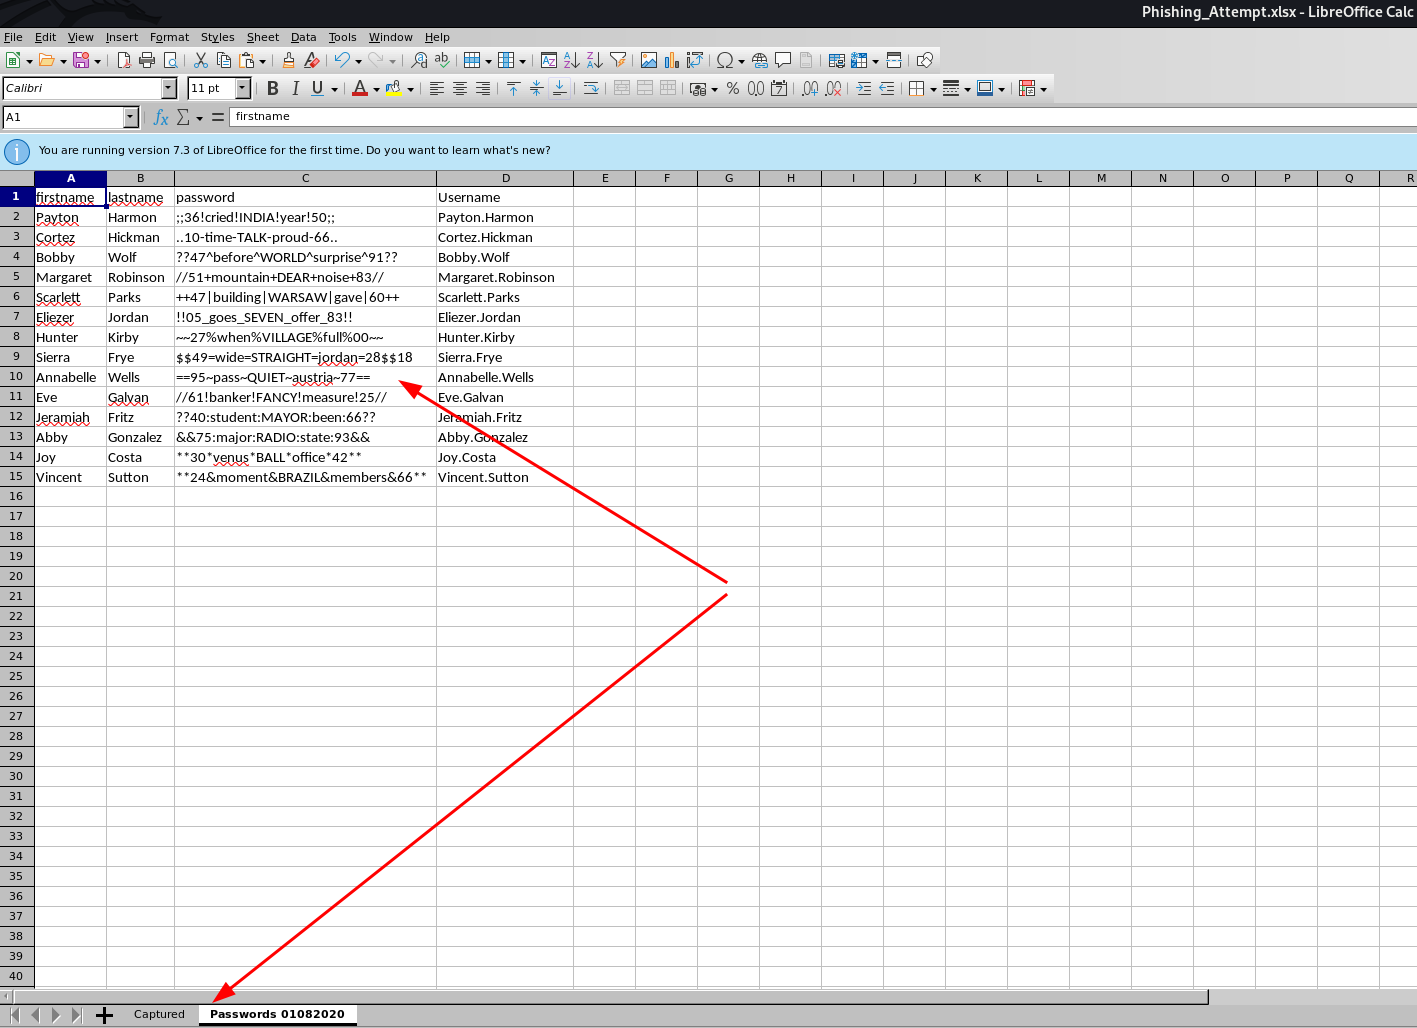 Phishing_Attempt.xlsx - LibreOffice Calc
File Edit View Insert Format Styles Sheet Data Tools Window Help
Calibri 11 pt
A1 firstname
You are running version 7.3 of LibreOffice for the first time. Do you want to learn what's new?
A B C D E F G H I J K L M N O P Q R
1 firstname lastname password Username
2 Payton Harmon ;;36!cried!INDIA!year!50;; Payton.Harmon
3 Cortez Hickman ..10-time-TALK-proud-66.. Cortez.Hickman
4 Bobby Wolf ??47^before^WORLD^surprise^91?? Bobby.Wolf
5 Margaret Robinson //51+mountain+DEAR+noise+83// Margaret.Robinson
6 Scarlett Parks ++47|building|WARSAW|gave|60++ Scarlett.Parks
7 Eliezer Jordan !!05_goes_SEVEN_offer_83!! Eliezer.Jordan
8 Hunter Kirby ~~27%when%VILLAGE%full%00~~ Hunter.Kirby
9 Sierra Frye $$49=wide=STRAIGHT=jordan=28$$18 Sierra.Frye
10 Annabelle Wells ==95~pass~QUIET~austria~77== Annabelle.Wells
11 Eve Galvan //61!banker!FANCY!measure!25// Eve.Galvan
12 Jeramiah Fritz ??40:student:MAYOR:been:66?? Jeramiah.Fritz
13 Abby Gonzalez &&75:major:RADIO:state:93&& Abby.Gonzalez
14 Joy Costa **30*venus*BALL*office*42** Joy.Costa
15 Vincent Sutton **24&moment&BRAZIL&members&66** Vincent.Sutton
16
17
18
19
20
21
22
23
24
25
26
27
28
29
30
31
32
33
34
35
36
37
38
39
40
Captured Passwords 01082020